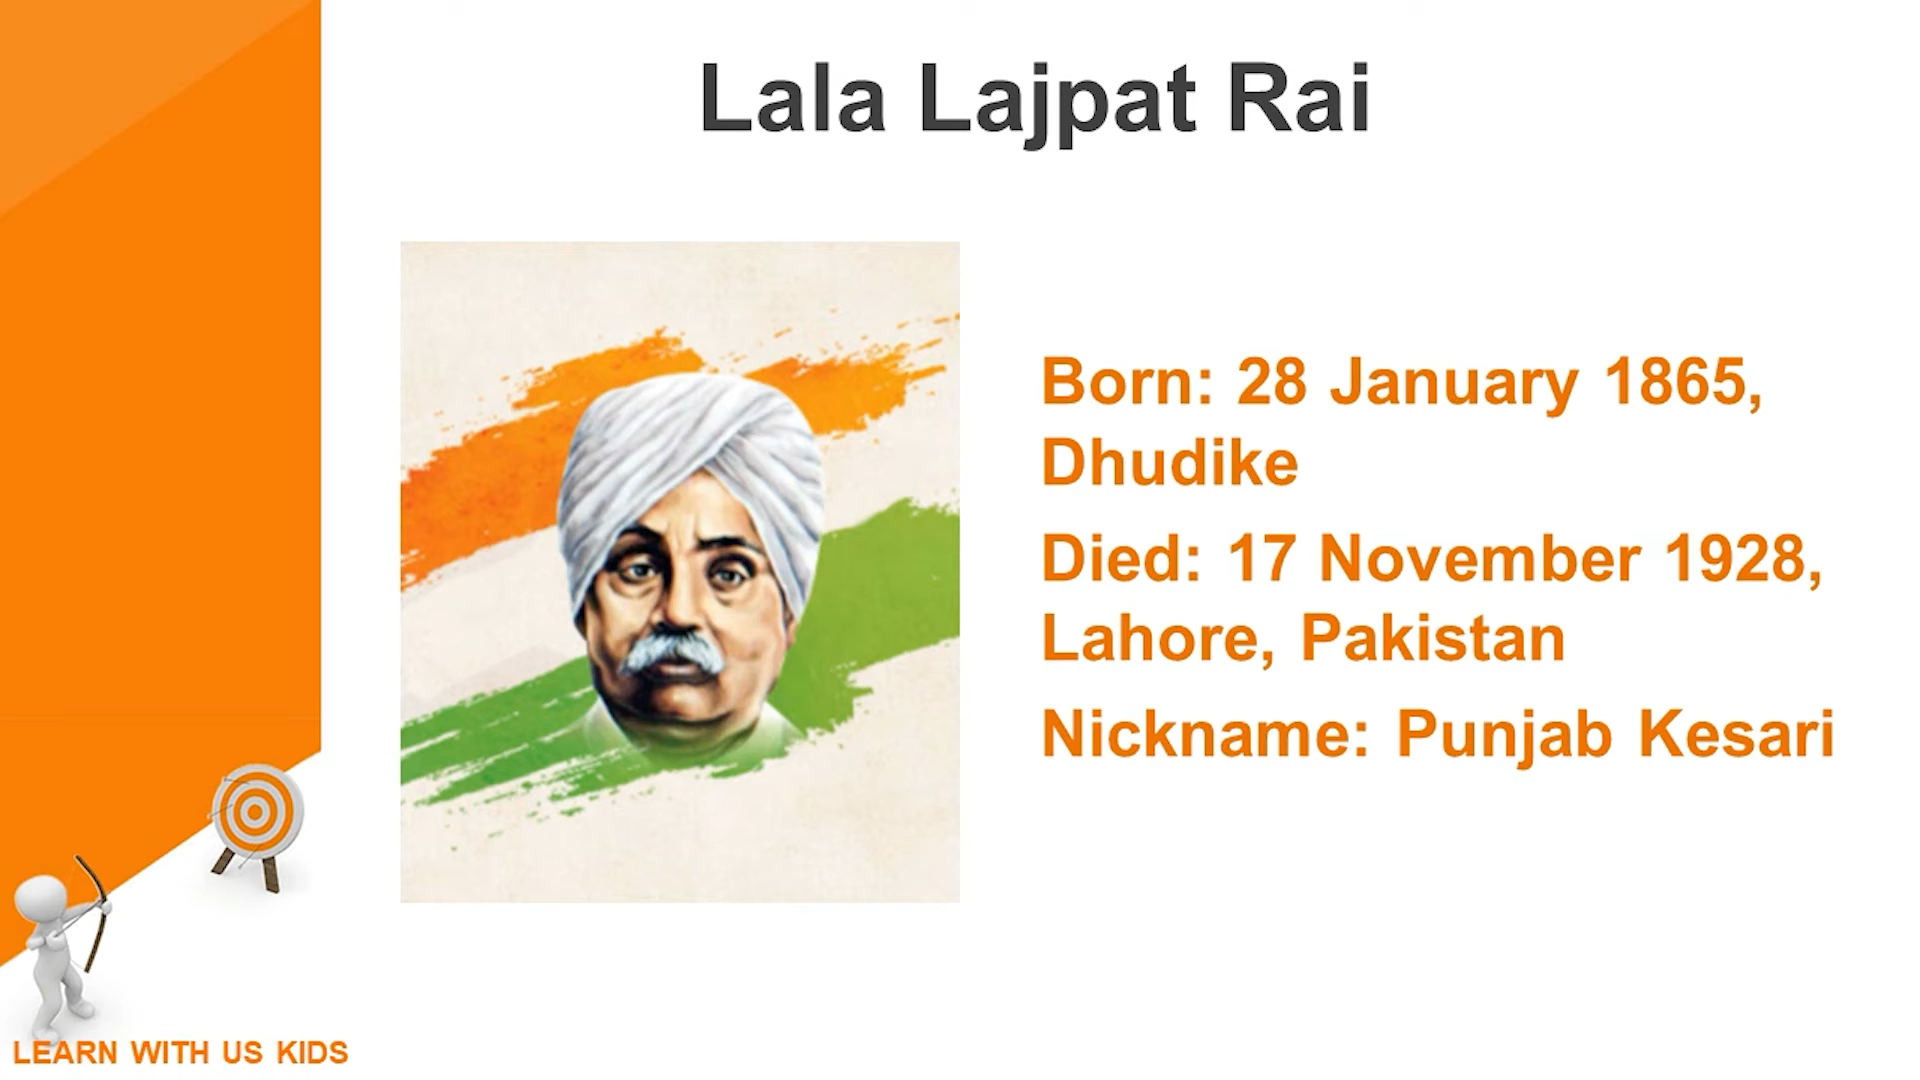 Lala Lajpat Rai
Born: 28 January 1865,
Dhudike
Died: 17 November 1928,
Lahore, Pakistan
Nickname: Punjab Kesari
LEARN WITH US KIDS